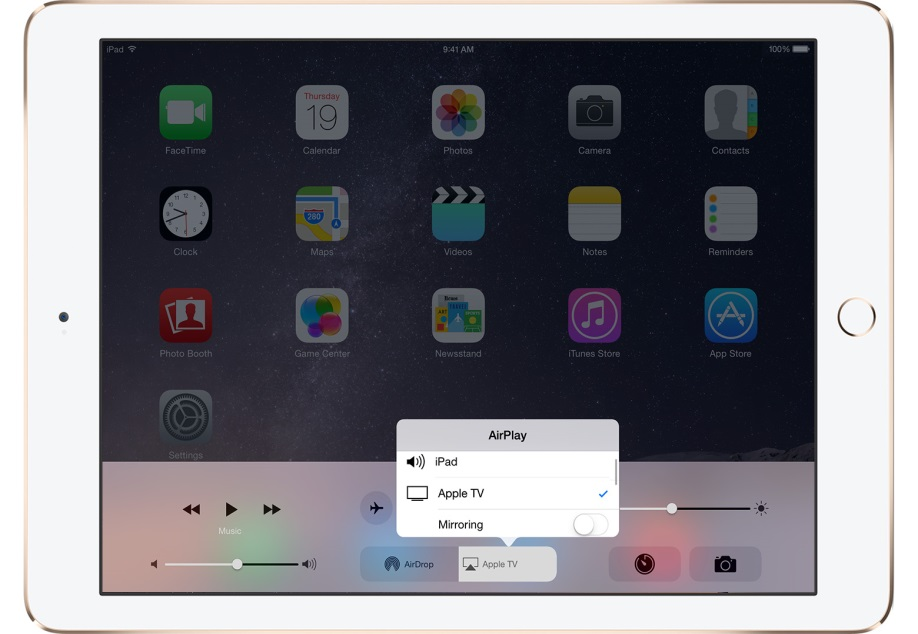 iPad 9:41 AM 100%
Thursday
19
FaceTime Calendar Photos Camera Contacts
280
Clock Maps Videos Notes Reminders
Photo Booth Game Center Newsstand iTunes Store App Store
Settings
AirPlay
iPad
Apple TV
Mirroring
Music
AirDrop Apple TV